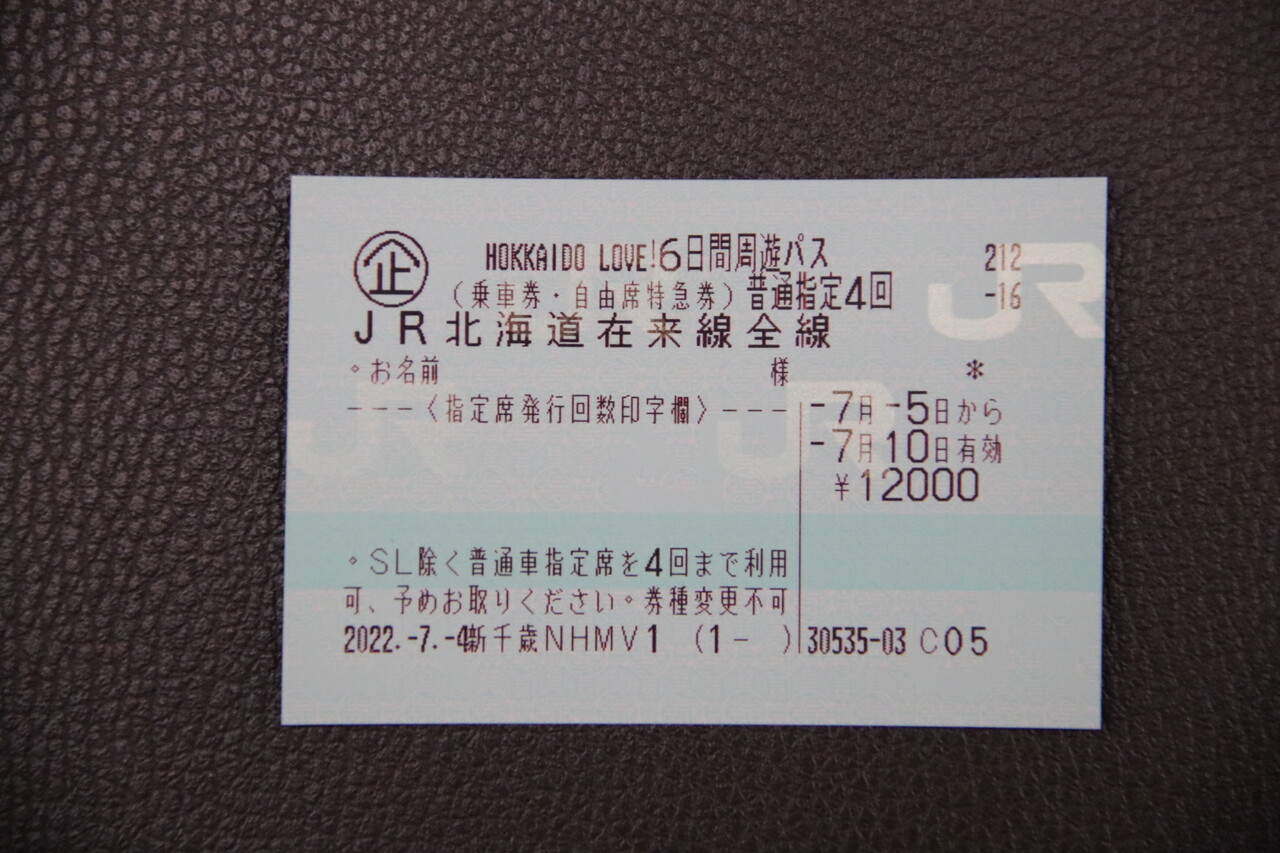 企 HOKKAIDO LOVE!6日間周遊パス 212
(乗車券・自由席特急券)普通指定4回 -16
JR北海道在来線全線
。お名前 様 *
---〈指定席発行回数印字欄〉---
-7月-5日から
-7月10日有効
¥12000
。SL除く普通車指定席を4回まで利用
可、予めお取りください。券種変更不可
2022.-7.-4新千歳NHMV1 (1- ) 30535-03 C05
JR
JR
JR